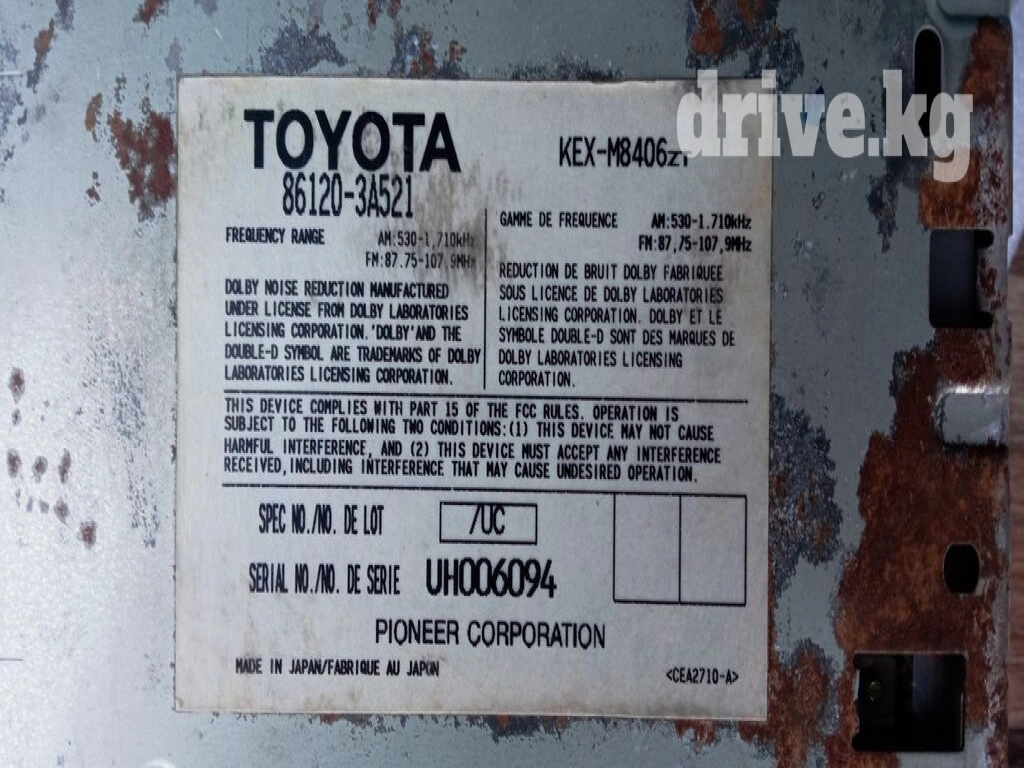 drive.kg
TOYOTA
86120-3A521
FREQUENCY RANGE AM:530-1,710kHz
FM:87.75-107,9MHz
DOLBY NOISE REDUCTION MANUFACTURED
UNDER LICENSE FROM DOLBY LABORATORIES
LICENSING CORPORATION. 'DOLBY' AND THE
DOUBLE-D SYMBOL ARE TRADEMARKS OF DOLBY
LABORATORIES LICENSING CORPORATION.
GAMME DE FREQUENCE AM:530-1.710kHz
FM:87,75-107,9MHz
REDUCTION DE BRUIT DOLBY FABRIQUEE
SOUS LICENCE DE DOLBY LABORATORIES
LICENSING CORPORATION. DOLBY ET LE
SYMBOLE DOUBLE-D SONT DES MARQUES DE
DOLBY LABORATORIES LICENSING
CORPORATION.
THIS DEVICE COMPLIES WITH PART 15 OF THE FCC RULES. OPERATION IS
SUBJECT TO THE FOLLOWING TWO CONDITIONS:(1) THIS DEVICE MAY NOT CAUSE
HARMFUL INTERFERENCE, AND (2) THIS DEVICE MUST ACCEPT ANY INTERFERENCE
RECEIVED, INCLUDING INTERFERENCE THAT MAY CAUSE UNDESIRED OPERATION.
SPEC NO./NO. DE LOT /UC
SERIAL NO./NO. DE SERIE UH006094
PIONEER CORPORATION
MADE IN JAPAN/FABRIQUE AU JAPON <CEA2710-A>